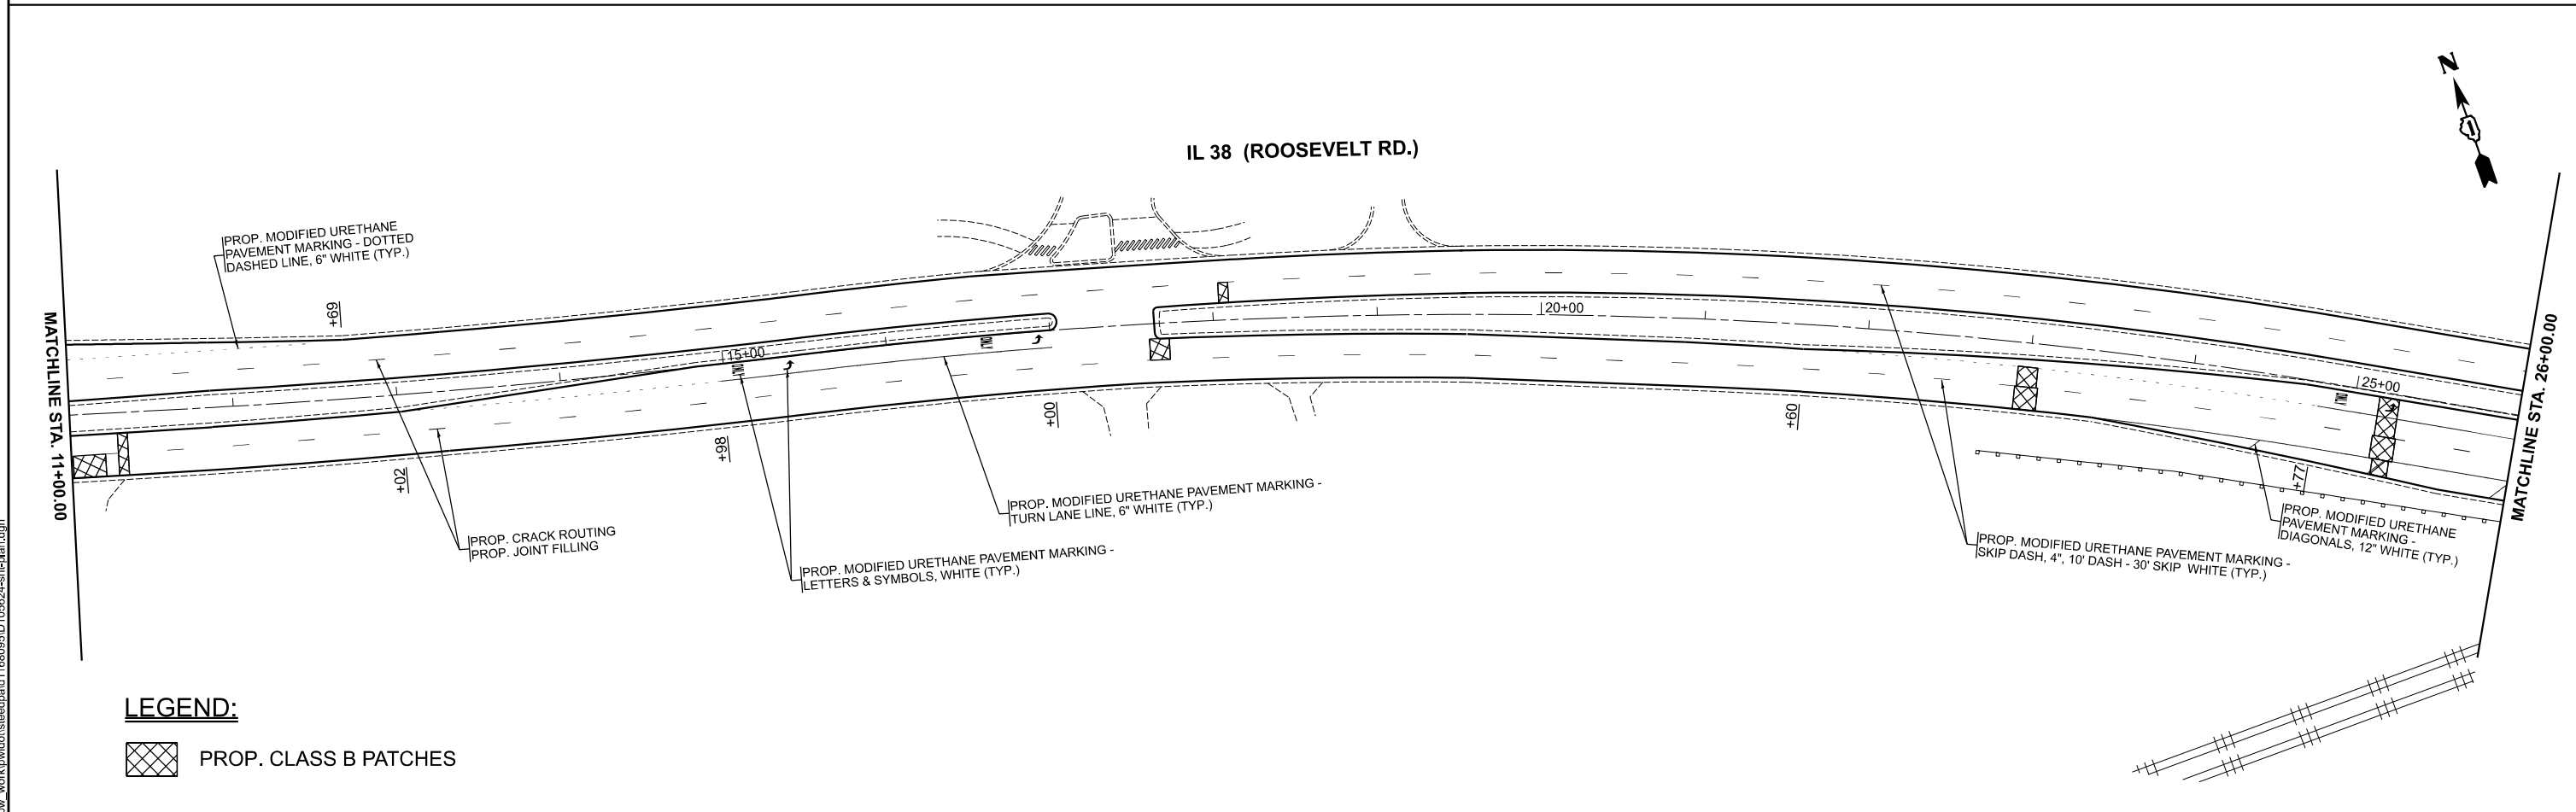 IL 38 (ROOSEVELT RD.)
N
PROP. MODIFIED URETHANE
PAVEMENT MARKING - DOTTED
DASHED LINE, 6" WHITE (TYP.)
MATCHLINE STA. 11+00.00
+69
15+00
ONLY
ONLY
20+00
25+00
ONLY
MATCHLINE STA. 26+00.00
+02
+98
+00
+60
+77
PROP. CRACK ROUTING
PROP. JOINT FILLING
PROP. MODIFIED URETHANE PAVEMENT MARKING -
LETTERS & SYMBOLS, WHITE (TYP.)
PROP. MODIFIED URETHANE PAVEMENT MARKING -
TURN LANE LINE, 6" WHITE (TYP.)
PROP. MODIFIED URETHANE PAVEMENT MARKING -
SKIP DASH, 4", 10' DASH - 30' SKIP WHITE (TYP.)
PROP. MODIFIED URETHANE
PAVEMENT MARKING -
DIAGONALS, 12" WHITE (TYP.)
LEGEND:
PROP. CLASS B PATCHES